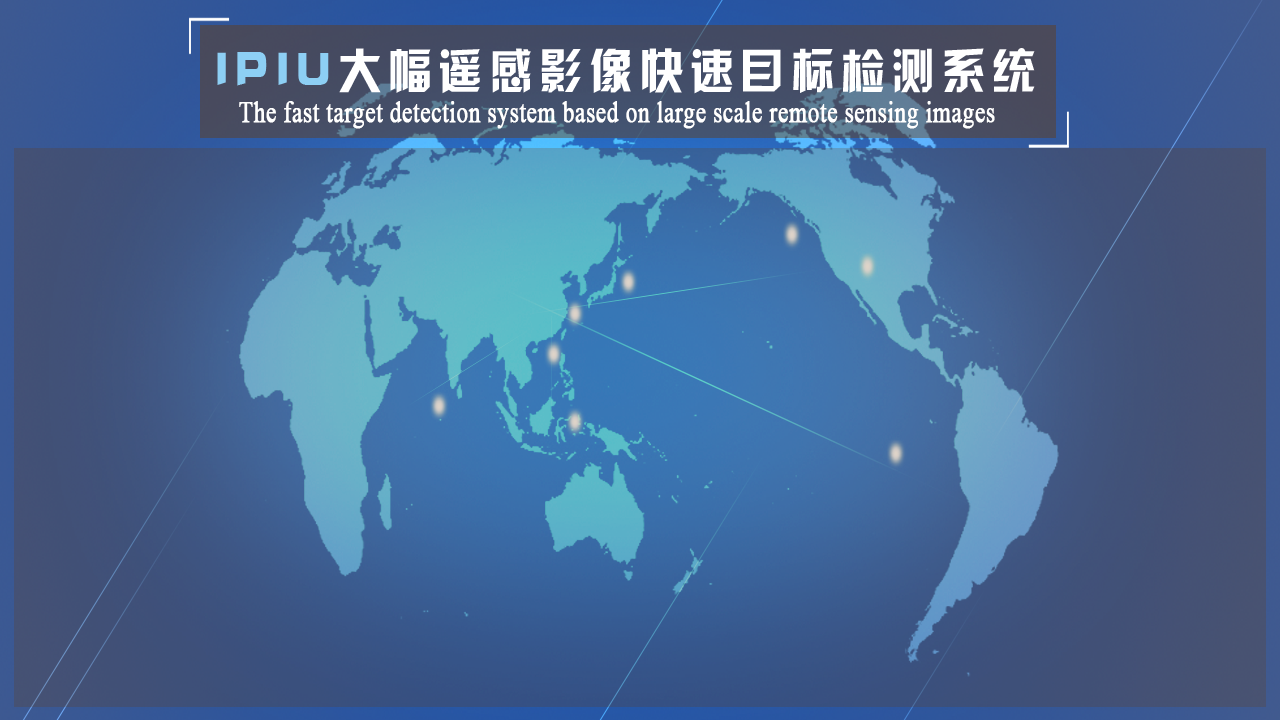 IPIU大幅遥感影像快速目标检测系统
The fast target detection system based on large scale remote sensing images